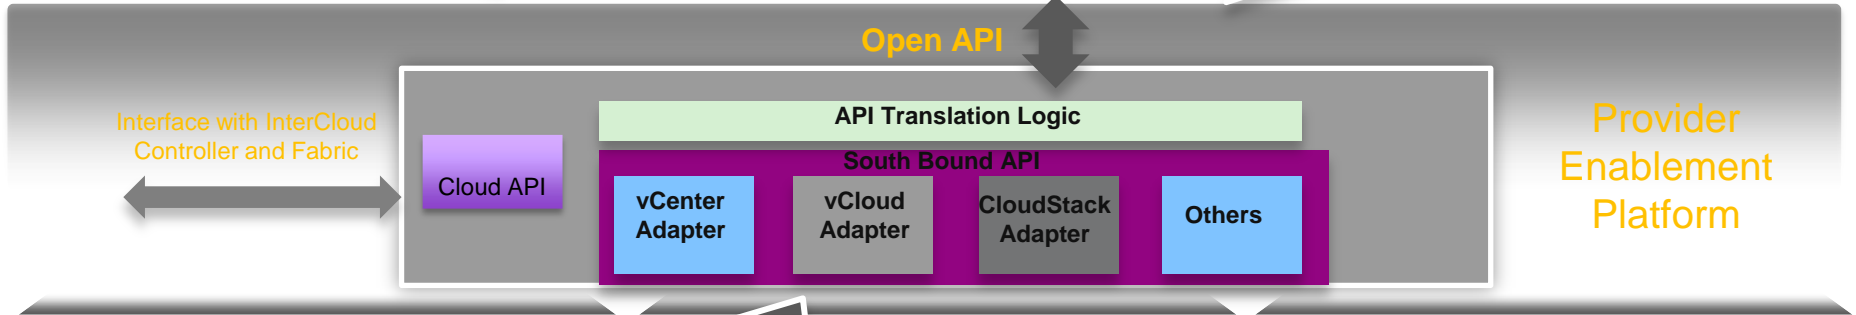 Open API
Interface with InterCloud
Controller and Fabric
Cloud API
API Translation Logic
South Bound API
vCenter
Adapter
vCloud
Adapter
CloudStack
Adapter
Others
Provider
Enablement
Platform